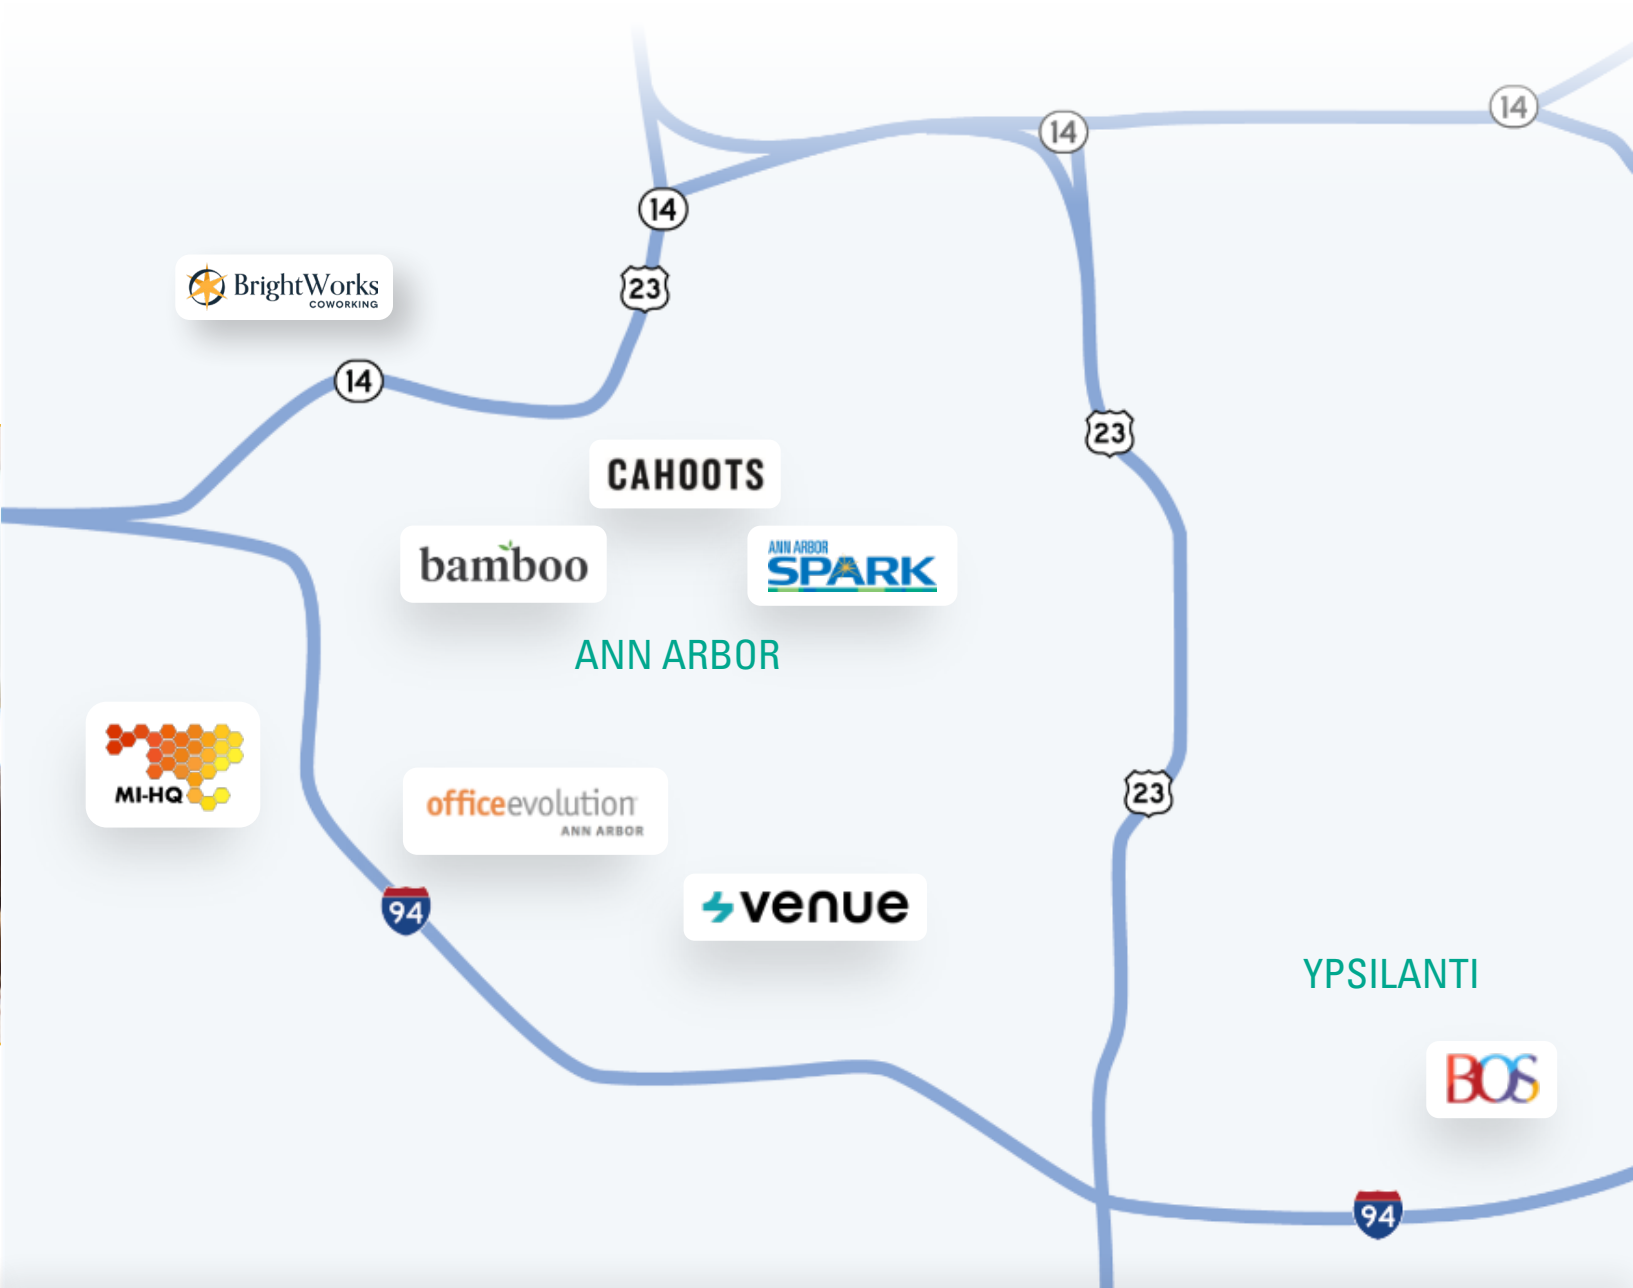 14
14
14
23
BrightWorks
COWORKING
14
23
CAHOOTS
bamboo
ANN ARBOR
SPARK
ANN ARBOR
MI-HQ
officeevolution
ANN ARBOR
23
94
venue
YPSILANTI
BOS
94